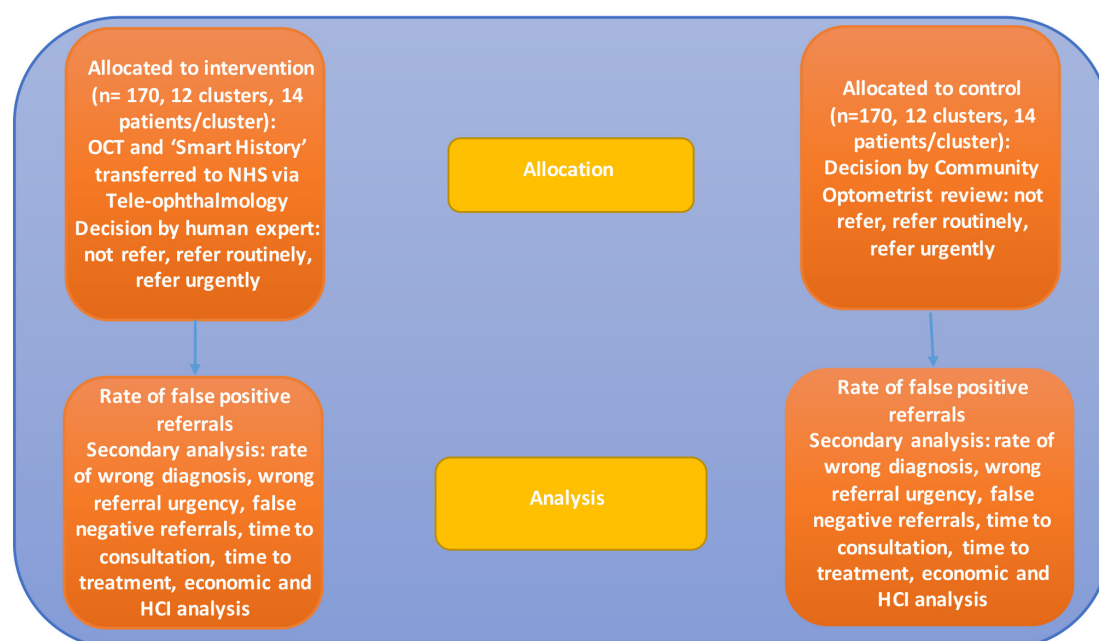 Allocated to intervention
(n= 170, 12 clusters, 14
patients/cluster):
OCT and ‘Smart History’
transferred to NHS via
Tele-ophthalmology
Decision by human expert:
not refer, refer routinely,
refer urgently
Allocation
Allocated to control
(n=170, 12 clusters, 14
patients/cluster):
Decision by Community
Optometrist review: not
refer, refer routinely,
refer urgently
Rate of false positive
referrals
Secondary analysis: rate
of wrong diagnosis, wrong
referral urgency, false
negative referrals, time to
consultation, time to
treatment, economic and
HCI analysis
Analysis
Rate of false positive
referrals
Secondary analysis: rate of
wrong diagnosis, wrong
referral urgency, false
negative referrals, time to
consultation, time to
treatment, economic and
HCI analysis